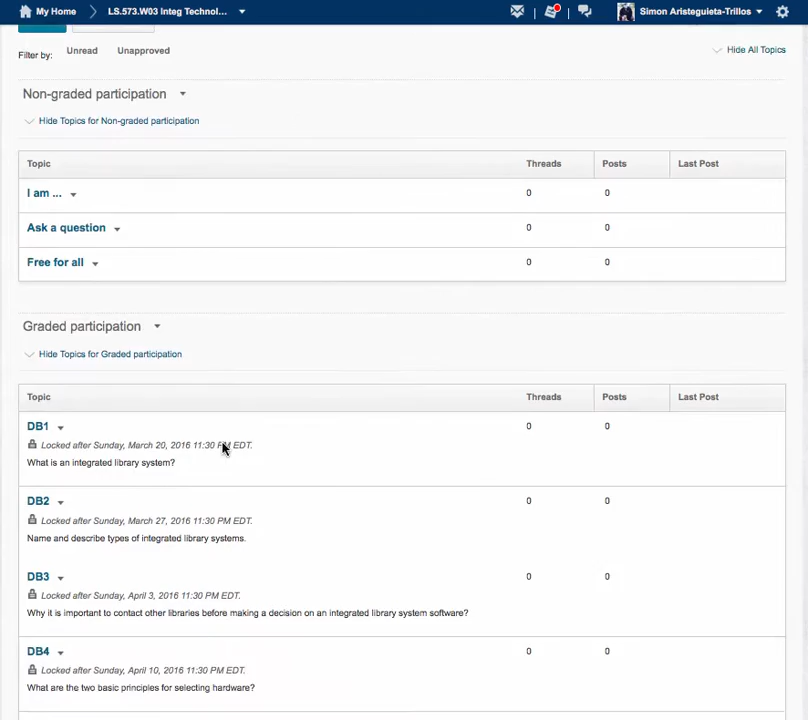 My Home LS.573.W03 Integ Technol... Simon Aristeguieta-Trillos
Filter by: Unread Unapproved Hide All Topics
Non-graded participation
Hide Topics for Non-graded participation
Topic Threads Posts Last Post
I am ... 0 0
Ask a question 0 0
Free for all 0 0
Graded participation
Hide Topics for Graded participation
Topic Threads Posts Last Post
DB1 0 0
Locked after Sunday, March 20, 2016 11:30 PM EDT.
What is an integrated library system?
DB2 0 0
Locked after Sunday, March 27, 2016 11:30 PM EDT.
Name and describe types of integrated library systems.
DB3 0 0
Locked after Sunday, April 3, 2016 11:30 PM EDT.
Why it is important to contact other libraries before making a decision on an integrated library system software?
DB4 0 0
Locked after Sunday, April 10, 2016 11:30 PM EDT.
What are the two basic principles for selecting hardware?